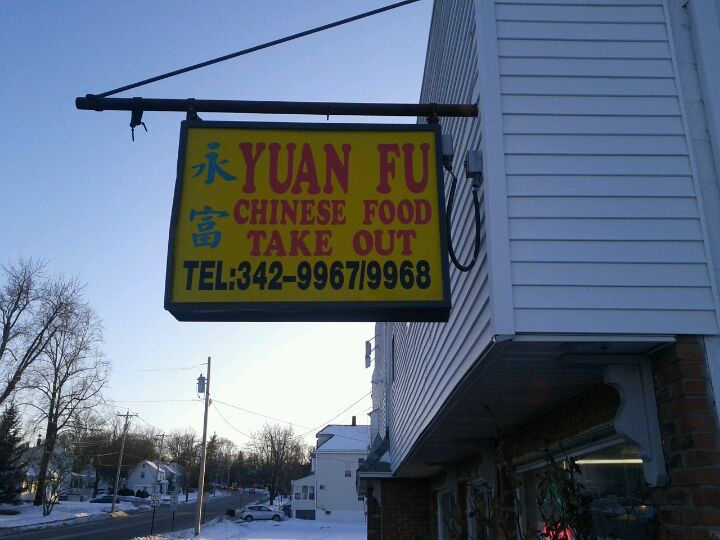 永 YUAN FU
富 CHINESE FOOD
TAKE OUT
TEL:342-9967/9968